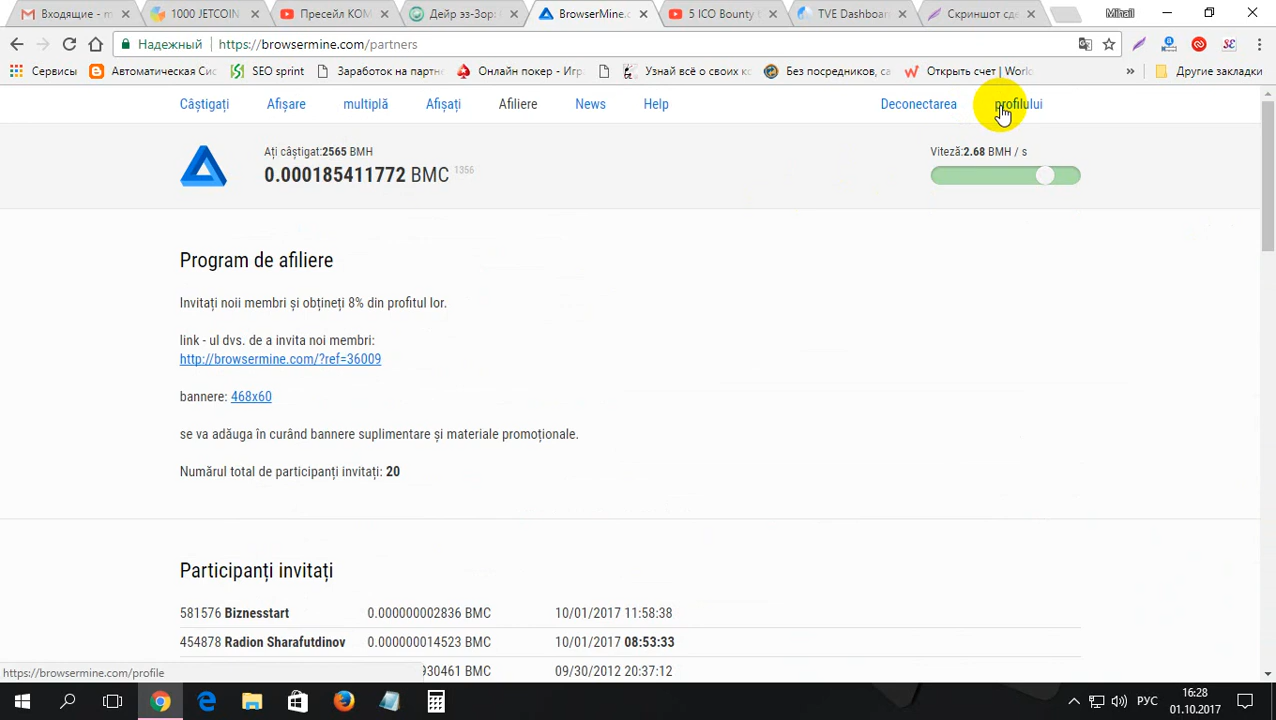 Входящие - m
1000 JETCOIN
Пресейл КОМ
Дейр эз-Зор:
BrowserMine.c
5 ICO Bounty
TVE Dashboar
Скриншот сде
Mihail
Надежный https://browsermine.com/partners
Сервисы Автоматическая Сис SEO sprint Заработок на партне Онлайн покер - Игр Узнай всё о своих ко Без посредников, са Открыть счет | Worl » Другие закладки
Câștigați Afișare multiplă Afișați Afiliere News Help Deconectarea profilului
Ați câștigat:2565 BMH
0.000185411772 BMC 1356
Viteză:2.68 BMH / s
Program de afiliere
Invitați noii membri și obțineți 8% din profitul lor.
link - ul dvs. de a invita noi membri:
http://browsermine.com/?ref=36009
bannere: 468x60
se va adăuga în curând bannere suplimentare și materiale promoționale.
Numărul total de participanți invitați: 20
Participanți invitați
581576 Biznesstart 0.000000002836 BMC 10/01/2017 11:58:38
454878 Radion Sharafutdinov 0.000000014523 BMC 10/01/2017 08:53:33
930461 BMC 09/30/2012 20:37:12
https://browsermine.com/profile
РУС
16:28
01.10.2017